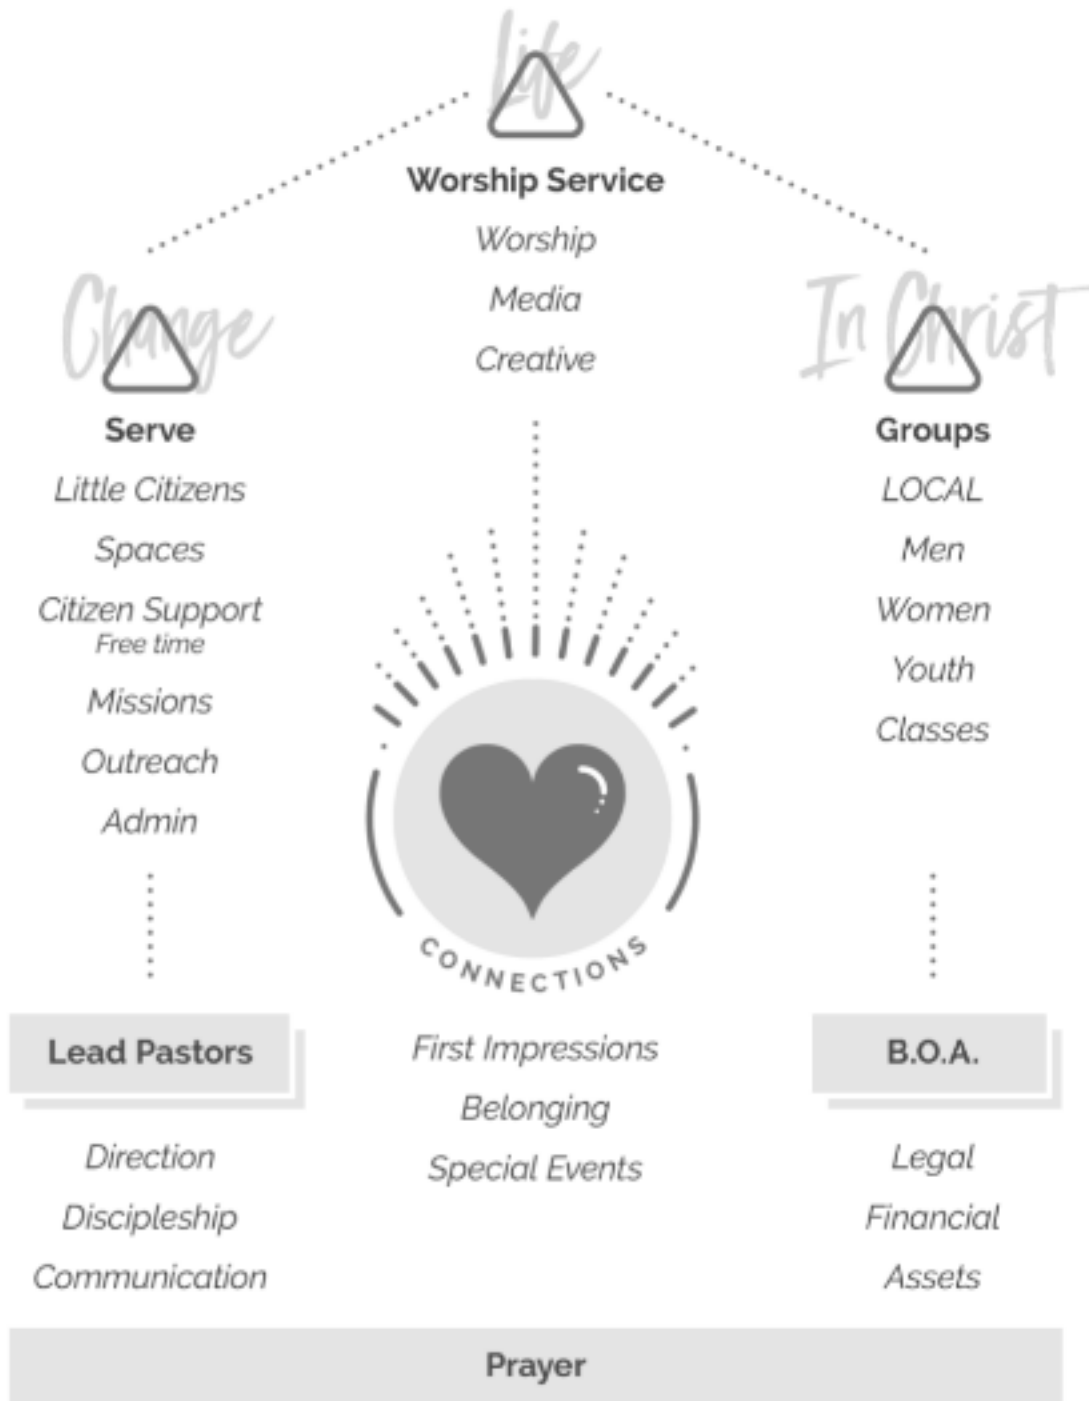 Life
Worship Service
Worship
Media
Creative
Change
Serve
Little Citizens
Spaces
Citizen Support
Free time
Missions
Outreach
Admin
In Christ
Groups
LOCAL
Men
Women
Youth
Classes
CONNECTIONS
First Impressions
Belonging
Special Events
Lead Pastors
Direction
Discipleship
Communication
B.O.A.
Legal
Financial
Assets
Prayer